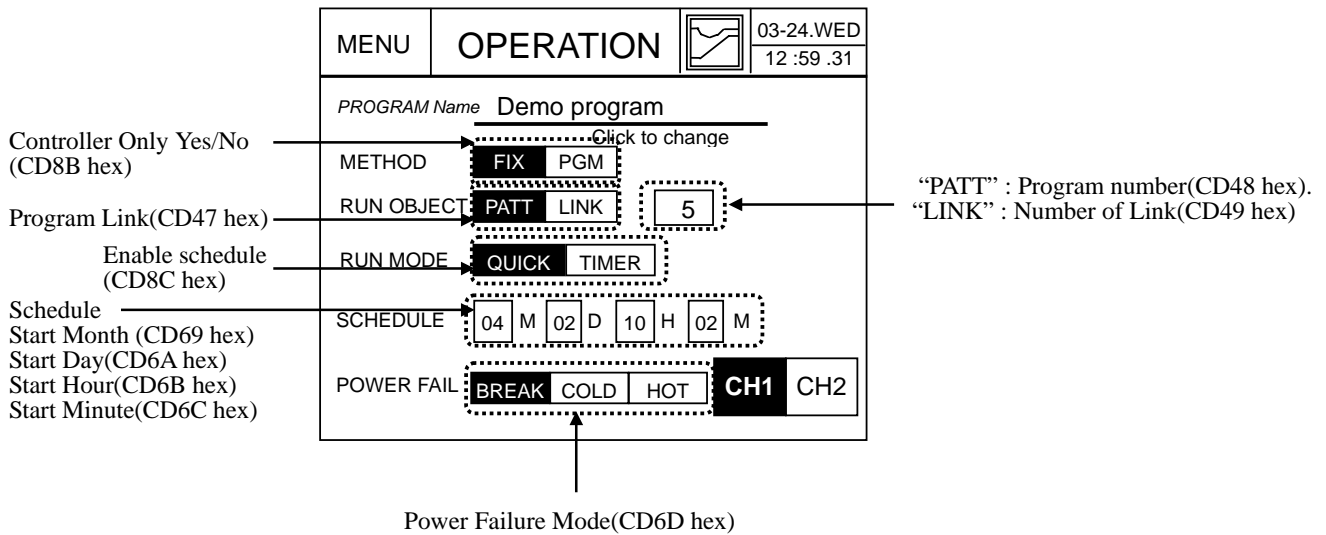 MENU OPERATION 03-24.WED
12 :59 .31
PROGRAM Name Demo program
Click to change
Controller Only Yes/No
(CD8B hex)
METHOD FIX PGM
“PATT” : Program number(CD48 hex).
“LINK” : Number of Link(CD49 hex)
RUN OBJECT PATT LINK 5
Program Link(CD47 hex)
Enable schedule
(CD8C hex)
RUN MODE QUICK TIMER
Schedule
Start Month (CD69 hex)
Start Day(CD6A hex)
Start Hour(CD6B hex)
Start Minute(CD6C hex)
SCHEDULE 04 M 02 D 10 H 02 M
POWER FAIL BREAK COLD HOT CH1 CH2
Power Failure Mode(CD6D hex)